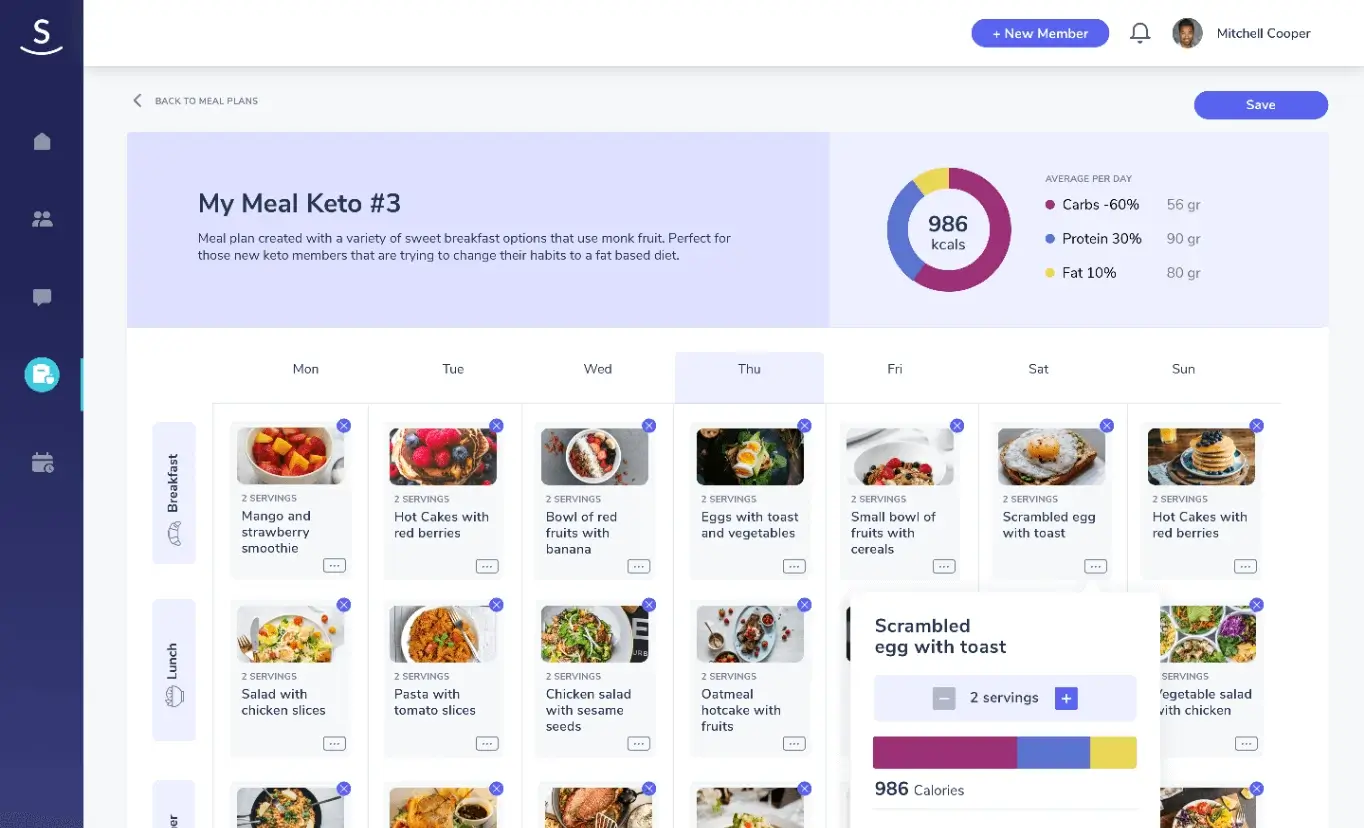 S
+ New Member
Mitchell Cooper
BACK TO MEAL PLANS
Save
My Meal Keto #3
Meal plan created with a variety of sweet breakfast options that use monk fruit. Perfect for
those new keto members that are trying to change their habits to a fat based diet.
986
kcals
AVERAGE PER DAY
Carbs -60% 56 gr
Protein 30% 90 gr
Fat 10% 80 gr
Mon Tue Wed Thu Fri Sat Sun
Breakfast
2 SERVINGS
Mango and
strawberry
smoothie
2 SERVINGS
Hot Cakes with
red berries
2 SERVINGS
Bowl of red
fruits with
banana
2 SERVINGS
Eggs with toast
and vegetables
2 SERVINGS
Small bowl of
fruits with
cereals
2 SERVINGS
Scrambled egg
with toast
2 SERVINGS
Hot Cakes with
red berries
Lunch
2 SERVINGS
Salad with
chicken slices
2 SERVINGS
Pasta with
tomato slices
2 SERVINGS
Chicken salad
with sesame
seeds
2 SERVINGS
Oatmeal
hotcake with
fruits
SERVINGS
Vegetable salad
with chicken
Scrambled
egg with toast
− 2 servings +
986 Calories